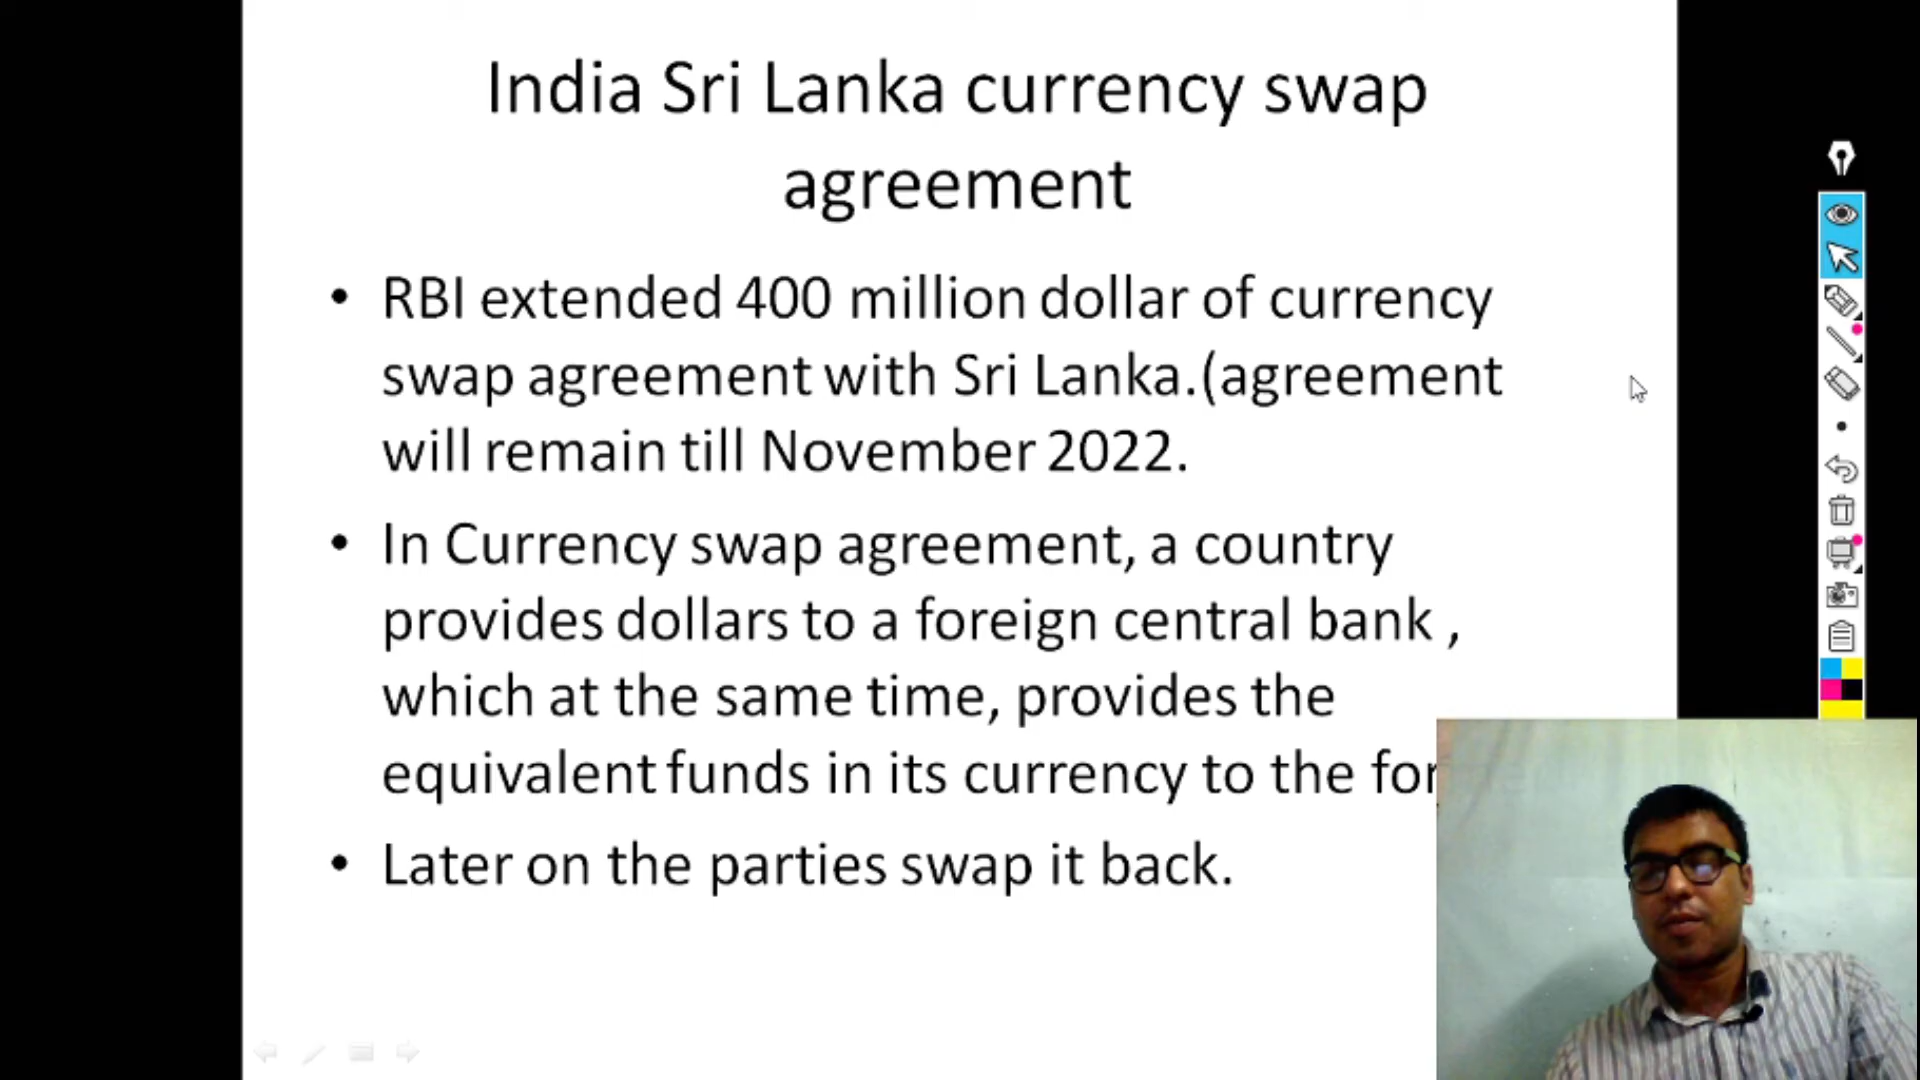 India Sri Lanka currency swap
agreement
• RBI extended 400 million dollar of currency
swap agreement with Sri Lanka.(agreement
will remain till November 2022.
• In Currency swap agreement, a country
provides dollars to a foreign central bank ,
which at the same time, provides the
equivalent funds in its currency to the
• Later on the parties swap it back.